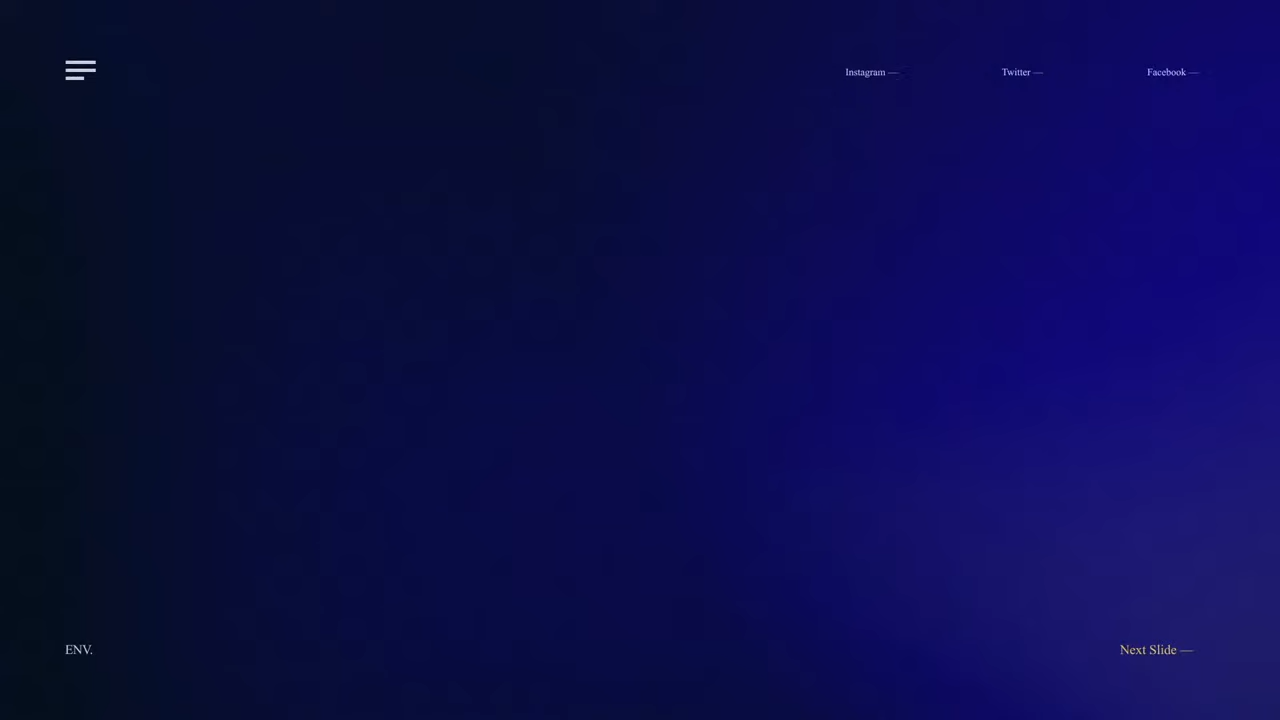 Instagram — Twitter — Facebook —
ENV. Next Slide —